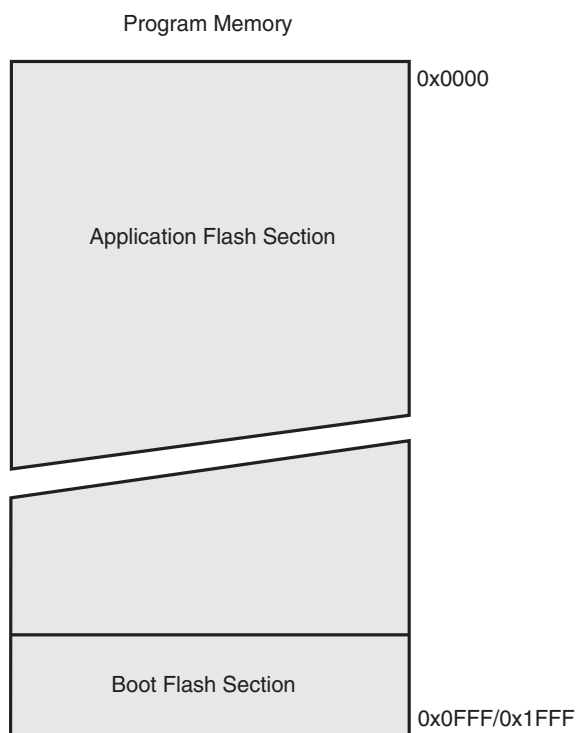 Program Memory
0x0000
Application Flash Section
Boot Flash Section
0x0FFF/0x1FFF